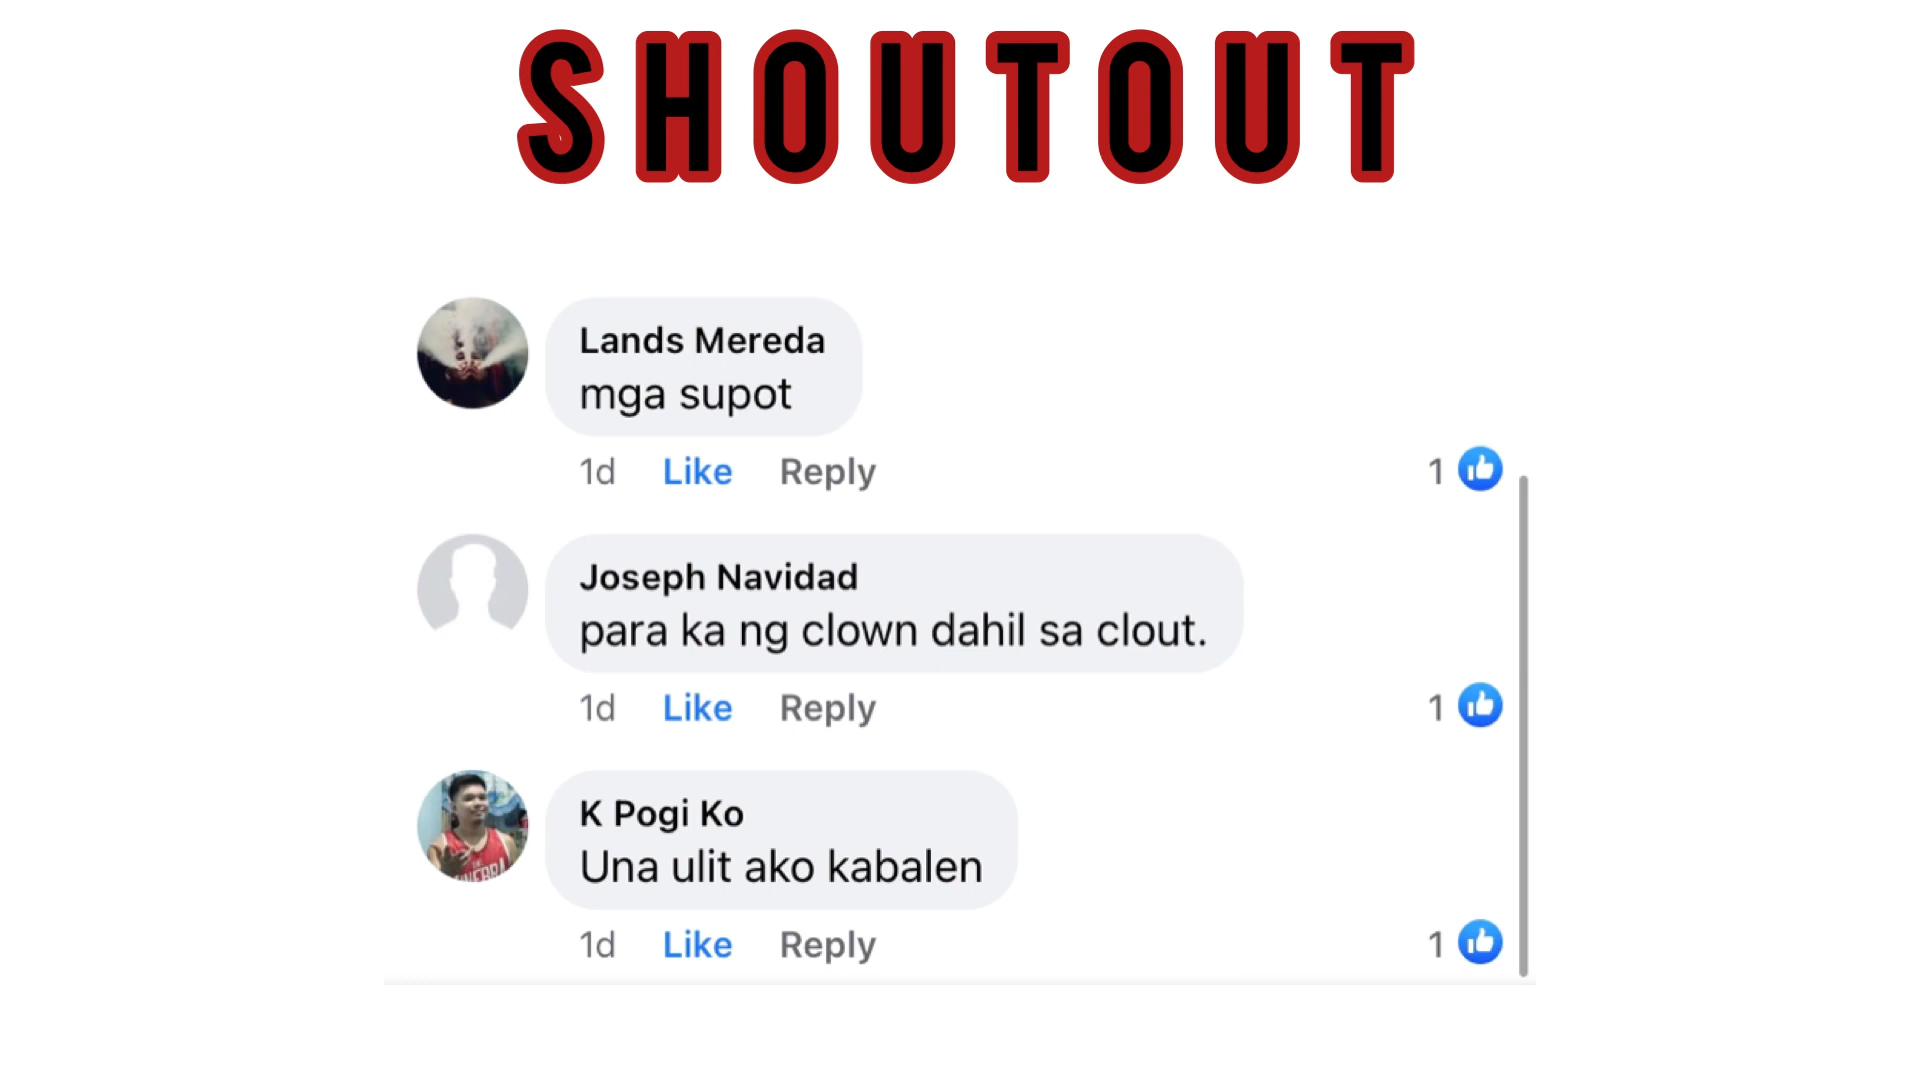 SHOUTOUT
Lands Mereda
mga supot
1d Like Reply 1
Joseph Navidad
para ka ng clown dahil sa clout.
1d Like Reply 1
K Pogi Ko
Una ulit ako kabalen
1d Like Reply 1